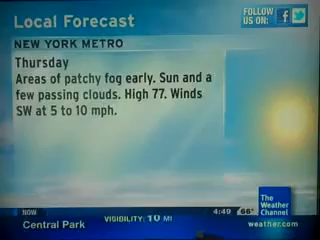 Local Forecast
FOLLOW
US ON:
NEW YORK METRO
Thursday
Areas of patchy fog early. Sun and a
few passing clouds. High 77. Winds
SW at 5 to 10 mph.
The
Weather
Channel
weather.com
NOW
Central Park
VISIBILITY: 10 MI
4:49 66°